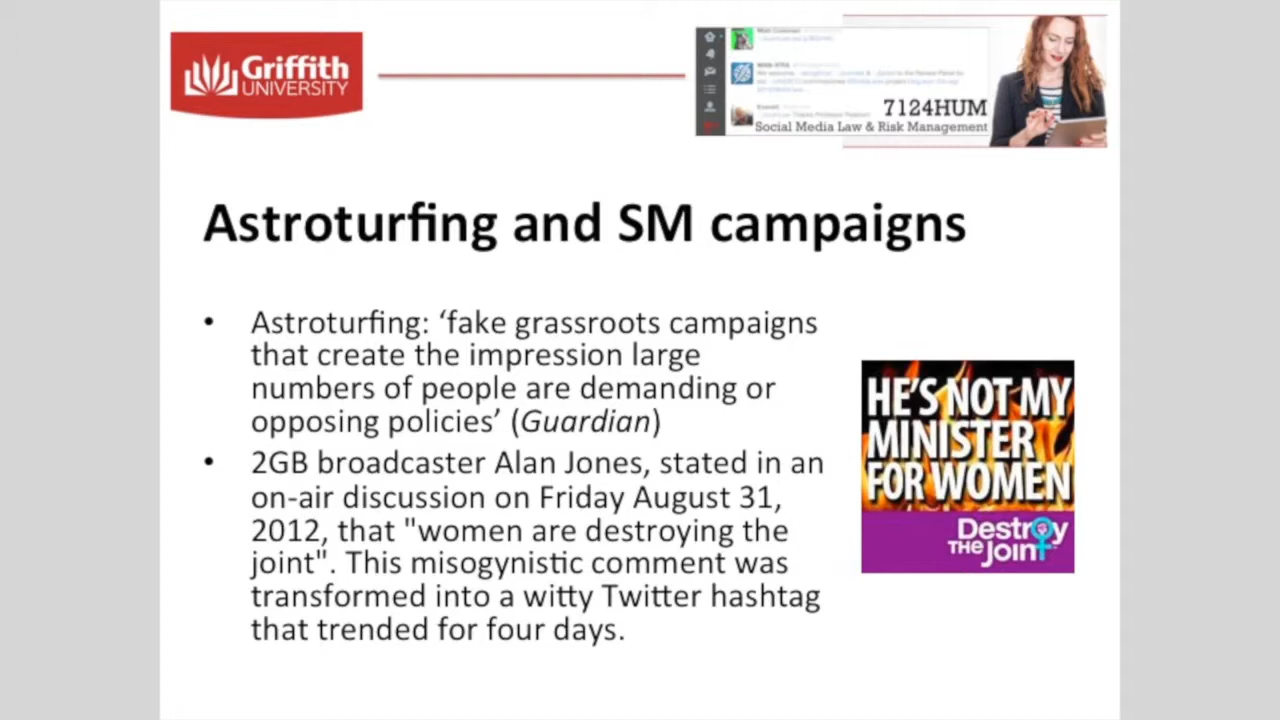 Griffith
UNIVERSITY
7124HUM
Social Media Law & Risk Management
Astroturfing and SM campaigns
• Astroturfing: ‘fake grassroots campaigns
that create the impression large
numbers of people are demanding or
opposing policies’ (Guardian)
• 2GB broadcaster Alan Jones, stated in an
on-air discussion on Friday August 31,
2012, that "women are destroying the
joint". This misogynistic comment was
transformed into a witty Twitter hashtag
that trended for four days.
HE'S NOT MY
MINISTER
FOR WOMEN
Destroy
THE Joint